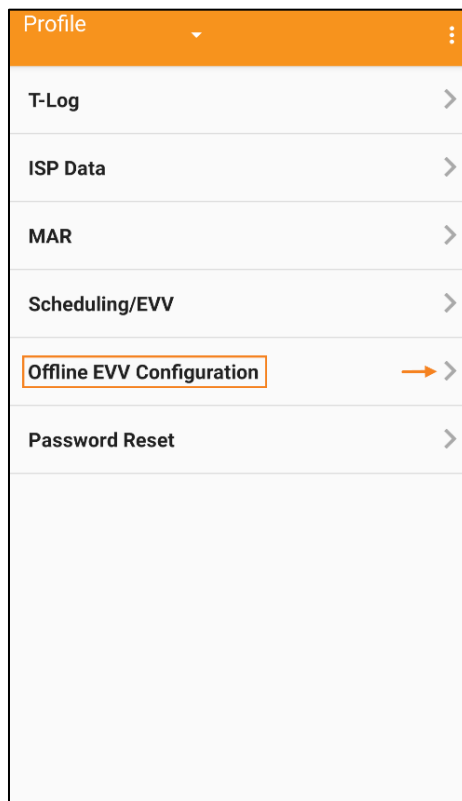 Profile
T-Log
ISP Data
MAR
Scheduling/EVV
Offline EVV Configuration
Password Reset